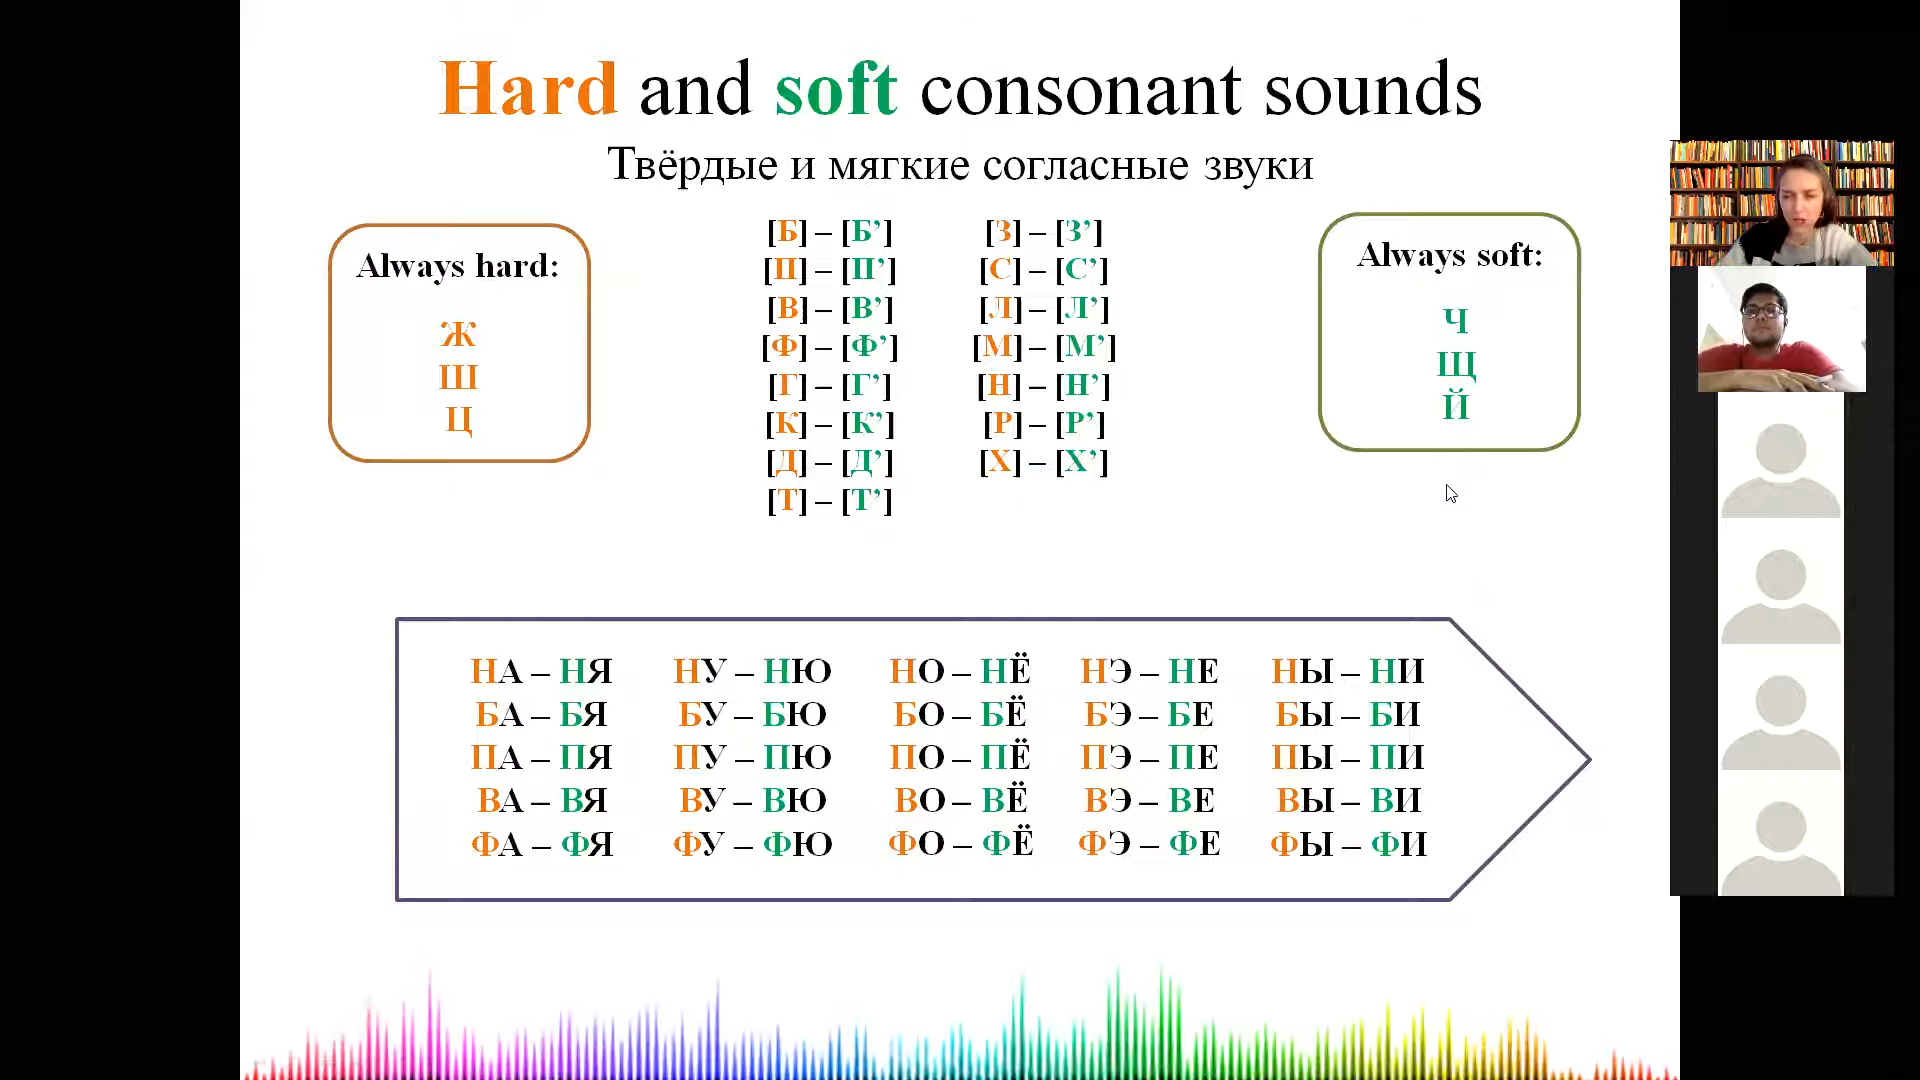 Hard and soft consonant sounds
Твёрдые и мягкие согласные звуки
Always hard:
Ж
Ш
Ц
[Б] – [Б’] [З] – [З’]
[П] – [П’] [С] – [С’]
[В] – [В’] [Л] – [Л’]
[Ф] – [Ф’] [М] – [М’]
[Г] – [Г’] [Н] – [Н’]
[К] – [К’] [Р] – [Р’]
[Д] – [Д’] [Х] – [Х’]
[Т] – [Т’]
Always soft:
Ч
Щ
Й
НА – НЯ НУ – НЮ НО – НЁ НЭ – НЕ НЫ – НИ
БА – БЯ БУ – БЮ БО – БЁ БЭ – БЕ БЫ – БИ
ПА – ПЯ ПУ – ПЮ ПО – ПЁ ПЭ – ПЕ ПЫ – ПИ
ВА – ВЯ ВУ – ВЮ ВО – ВЁ ВЭ – ВЕ ВЫ – ВИ
ФА – ФЯ ФУ – ФЮ ФО – ФЁ ФЭ – ФЕ ФЫ – ФИ